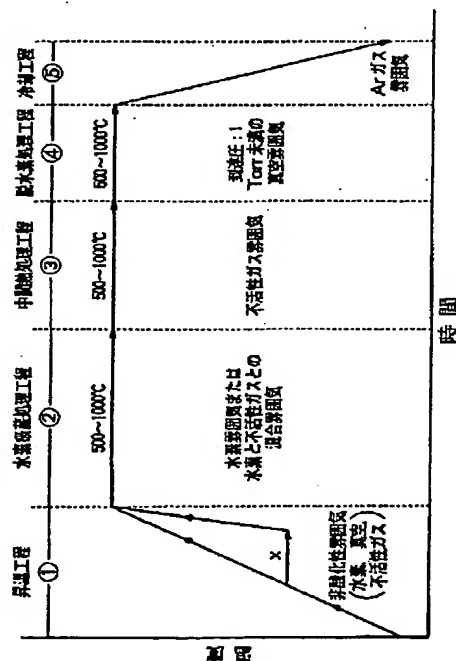 昇温工程
水素吸蔵処理工程
中間熱処理工程
脱水素処理工程
冷却工程
①
②
③
④
⑤
500~1000℃
500~1000℃
600~1000℃
X
非酸化性雰囲気
(水素、真空
不活性ガス)
水素雰囲気または
水素と不活性ガスとの
混合雰囲気
不活性ガス雰囲気
到達圧:1
Torr未満の
真空雰囲気
Arガス
雰囲気
温度
時間